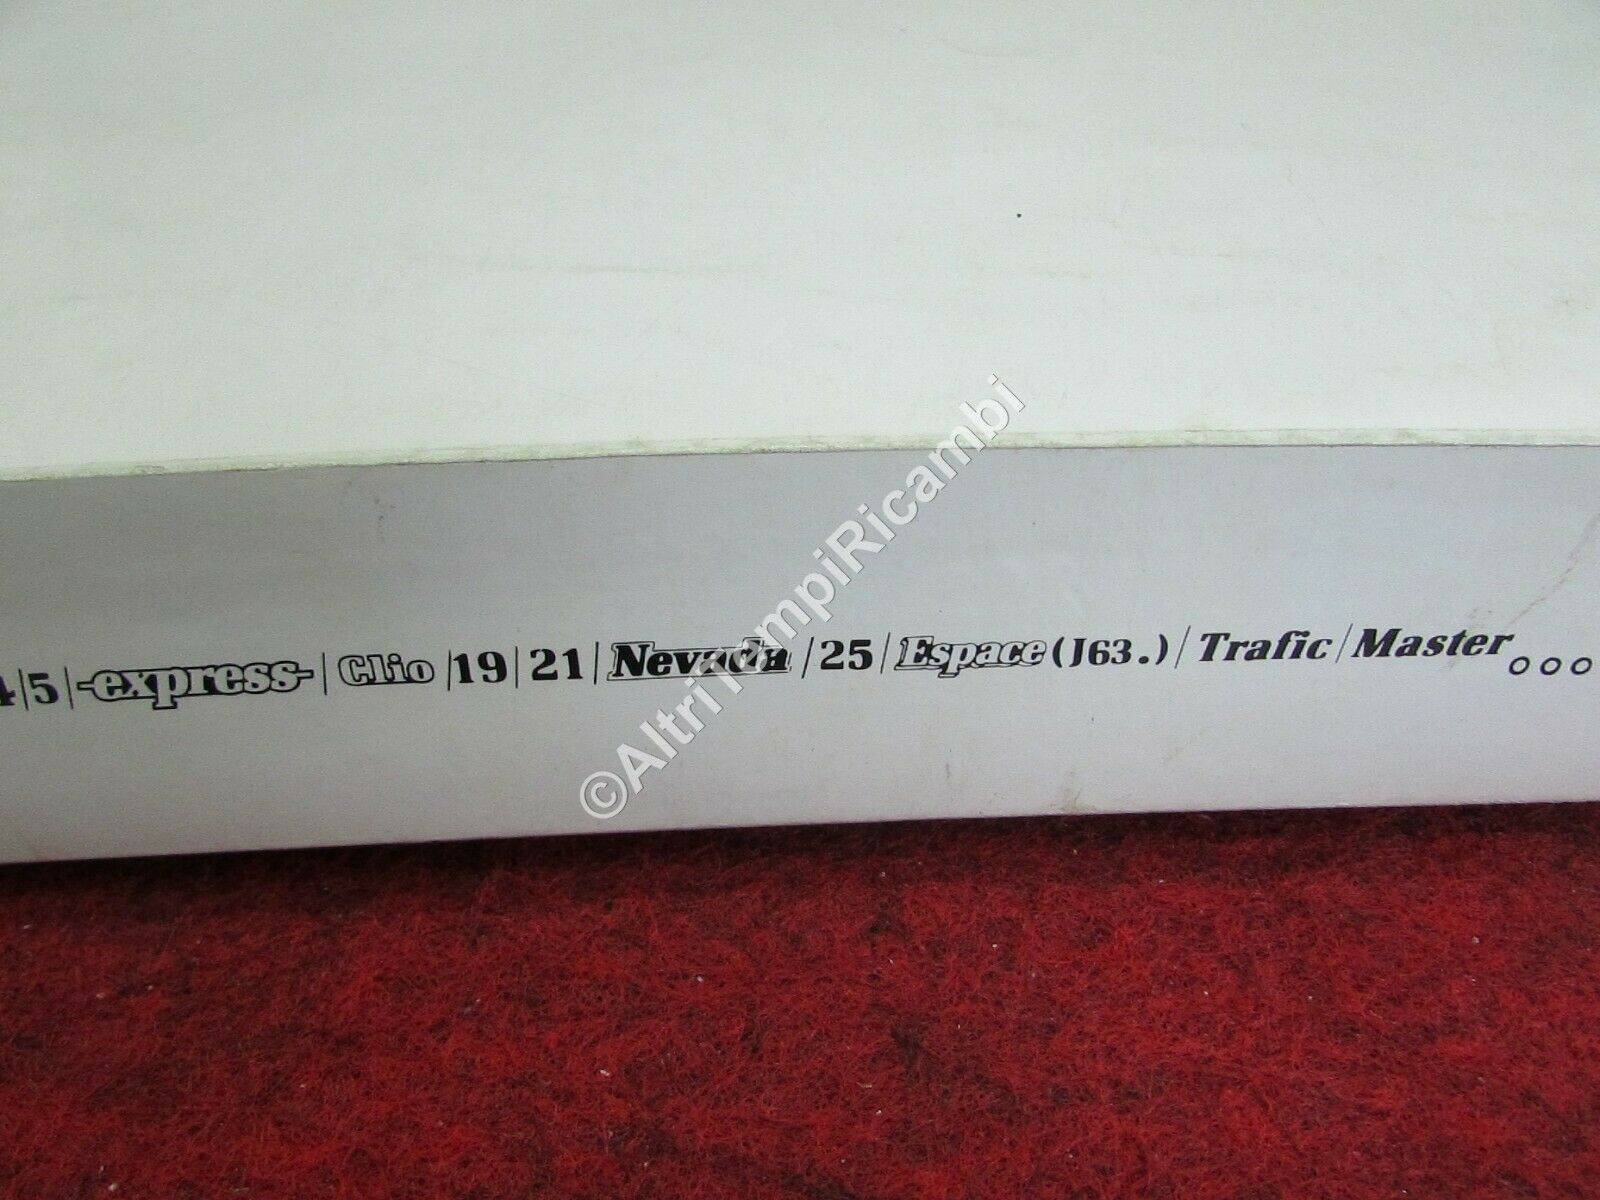 4/5/-express-/Clio/19/21/Nevada/25/Espace(J63.)/Trafic/Master...
©AltriTempiRicambi